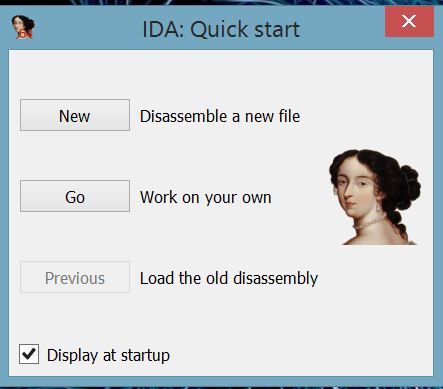 IDA: Quick start
New Disassemble a new file
Go Work on your own
Previous Load the old disassembly
Display at startup